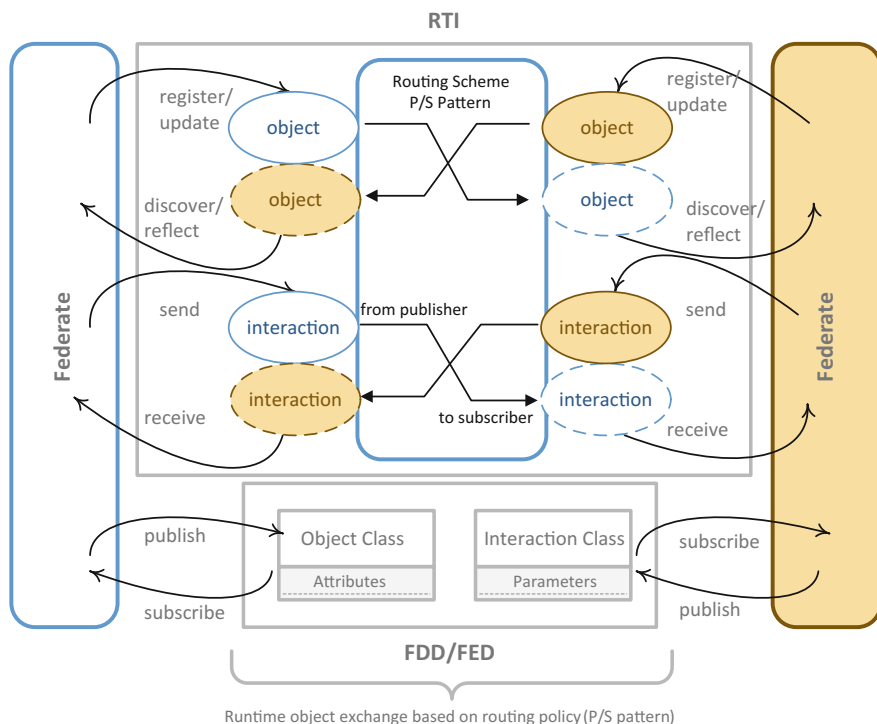 RTI
Routing Scheme
P/S Pattern
register/
update
register/
update
object
object
object
object
discover/
reflect
discover/
reflect
Federate
Federate
send
send
from publisher
interaction
interaction
interaction
interaction
to subscriber
receive
receive
publish
Object Class
Interaction Class
subscribe
Attributes
Parameters
subscribe
publish
FDD/FED
Runtime object exchange based on routing policy (P/S pattern)